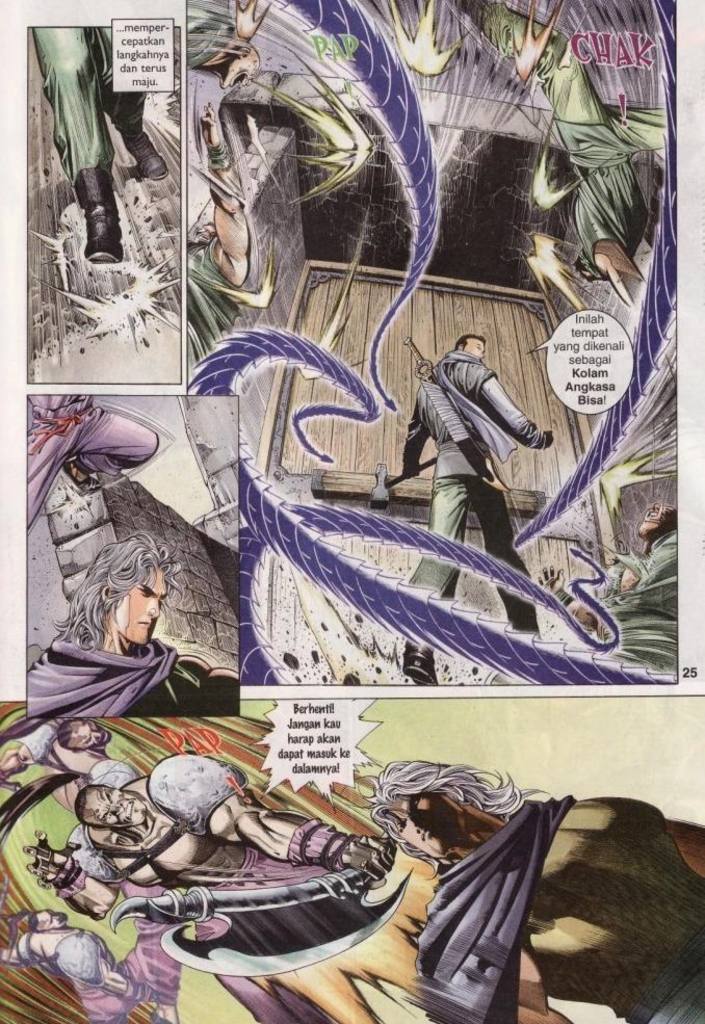 ...memper-
cepatkan
langkahnya
dan terus
maju.
PAP
!
CHAK
!
Inilah
tempat
yang dikenali
sebagai
Kolam
Angkasa
Bisa!
25
Berhenti!
Jangan kau
harap akan
dapat masuk ke
dalamnya!
PAP
!